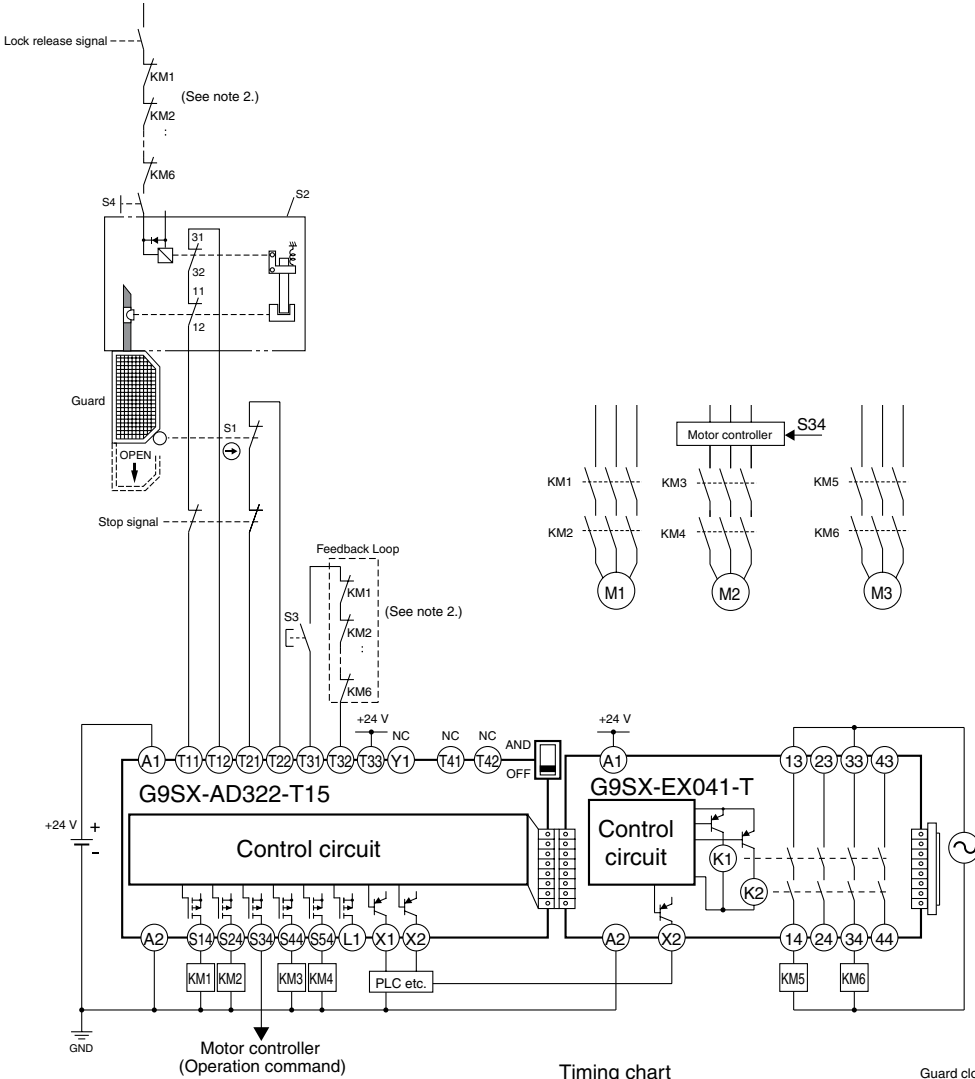 Lock release signal
KM1
(See note 2.)
KM2
:
KM6
S4
S2
31
32
11
12
Guard
S1
OPEN
Stop signal
Feedback Loop
KM1
S3
(See note 2.)
KM2
:
KM6
Motor controller
S34
KM1
KM3
KM5
KM2
KM4
KM6
M1
M2
M3
+24 V
NC
NC
NC
AND
OFF
A1
T11
T12
T21
T22
T31
T32
T33
Y1
T41
T42
+24 V
A1
13
23
33
43
G9SX-AD322-T15
G9SX-EX041-T
+24 V
+
-
Control circuit
Control
circuit
K1
K2
A2
S14
S24
S34
S44
S54
L1
X1
X2
A2
X2
14
24
34
44
KM1
KM2
KM3
KM4
PLC etc.
KM5
KM6
GND
Motor controller
(Operation command)
Timing chart
Guard clo